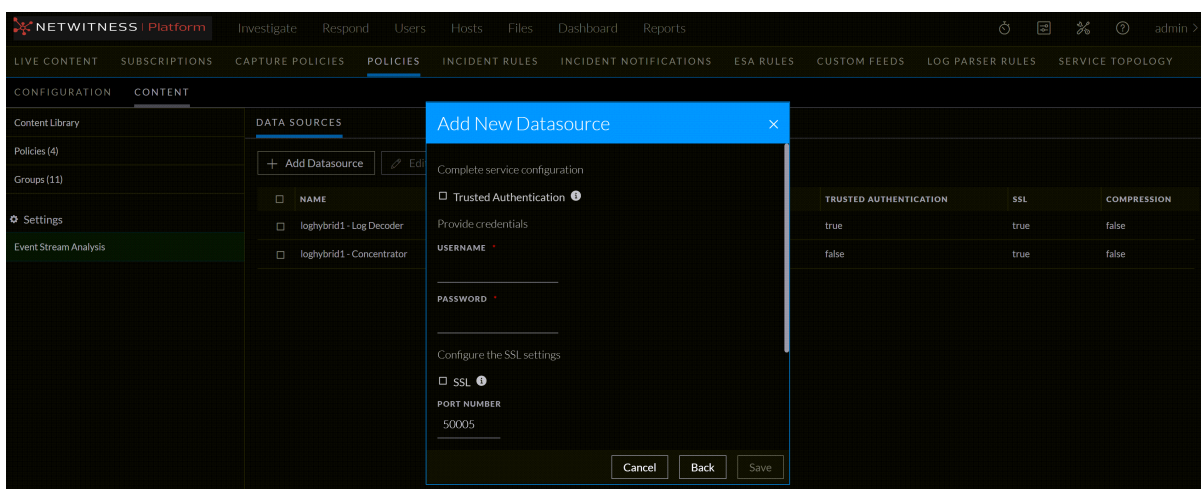 NETWITNESS | Platform Investigate Respond Users Hosts Files Dashboard Reports admin >
LIVE CONTENT SUBSCRIPTIONS CAPTURE POLICIES POLICIES INCIDENT RULES INCIDENT NOTIFICATIONS ESA RULES CUSTOM FEEDS LOG PARSER RULES SERVICE TOPOLOGY
CONFIGURATION CONTENT
Content Library
Policies (4)
Groups (11)
Settings
Event Stream Analysis
DATA SOURCES
+ Add Datasource Edi
NAME TRUSTED AUTHENTICATION SSL COMPRESSION
loghybrid1 - Log Decoder true true false
loghybrid1 - Concentrator false true false
Add New Datasource ×
Complete service configuration
Trusted Authentication
Provide credentials
USERNAME *
PASSWORD *
Configure the SSL settings
SSL
PORT NUMBER
50005
Cancel Back Save